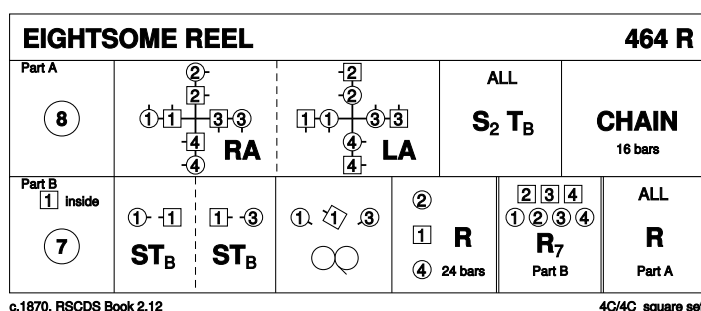 EIGHTSOME REEL 464 R
Part A
8
2
2
1 1 3 3
4
4
RA
2
2
1 1 3 3
4
4
LA
ALL
S2 TB
CHAIN
16 bars
Part B
1 inside
7
1 1
STB
1 3
STB
1 1 3
2
1 R
4 24 bars
2 3 4
1 2 3 4
R7
Part B
ALL
R
Part A
c.1870. RSCDS Book 2.12 4C/4C square set